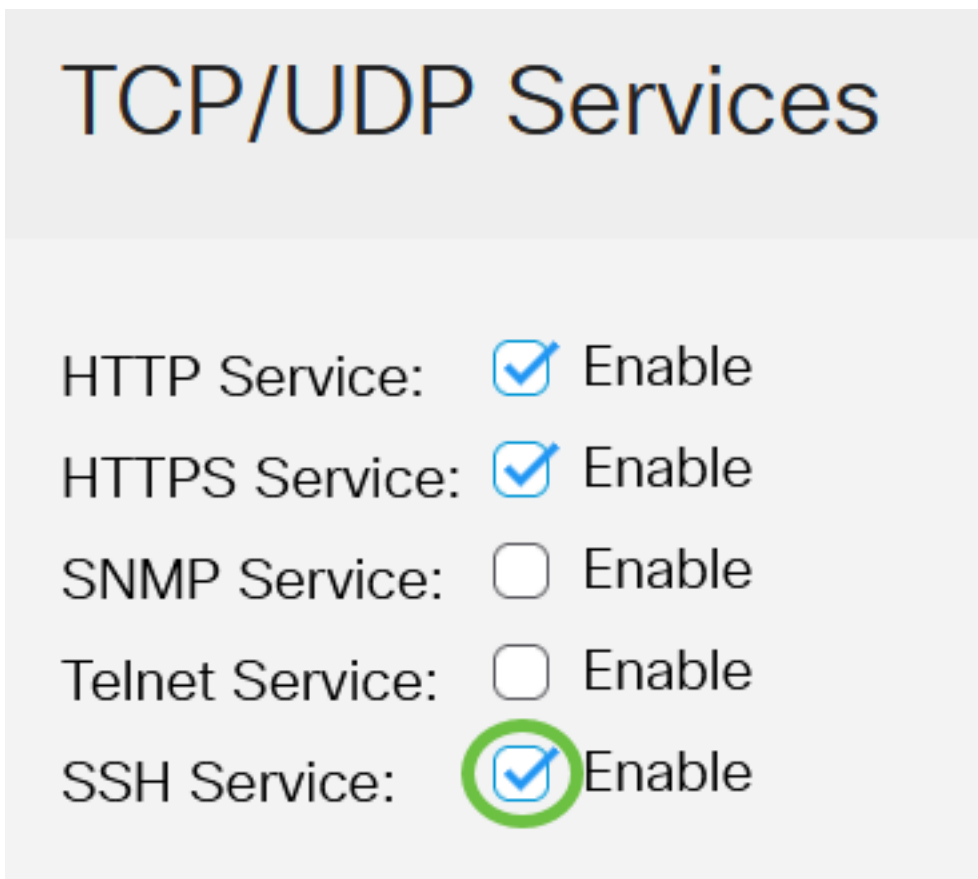 TCP/UDP Services
HTTP Service: Enable
HTTPS Service: Enable
SNMP Service: Enable
Telnet Service: Enable
SSH Service: Enable